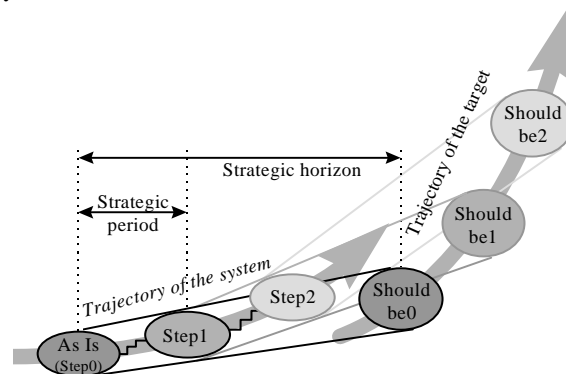 Should
be2
Trajectory of the target
Strategic horizon
Strategic
period
Should
be1
Trajectory of the system
Step2
Should
be0
Step1
As Is
(Step0)